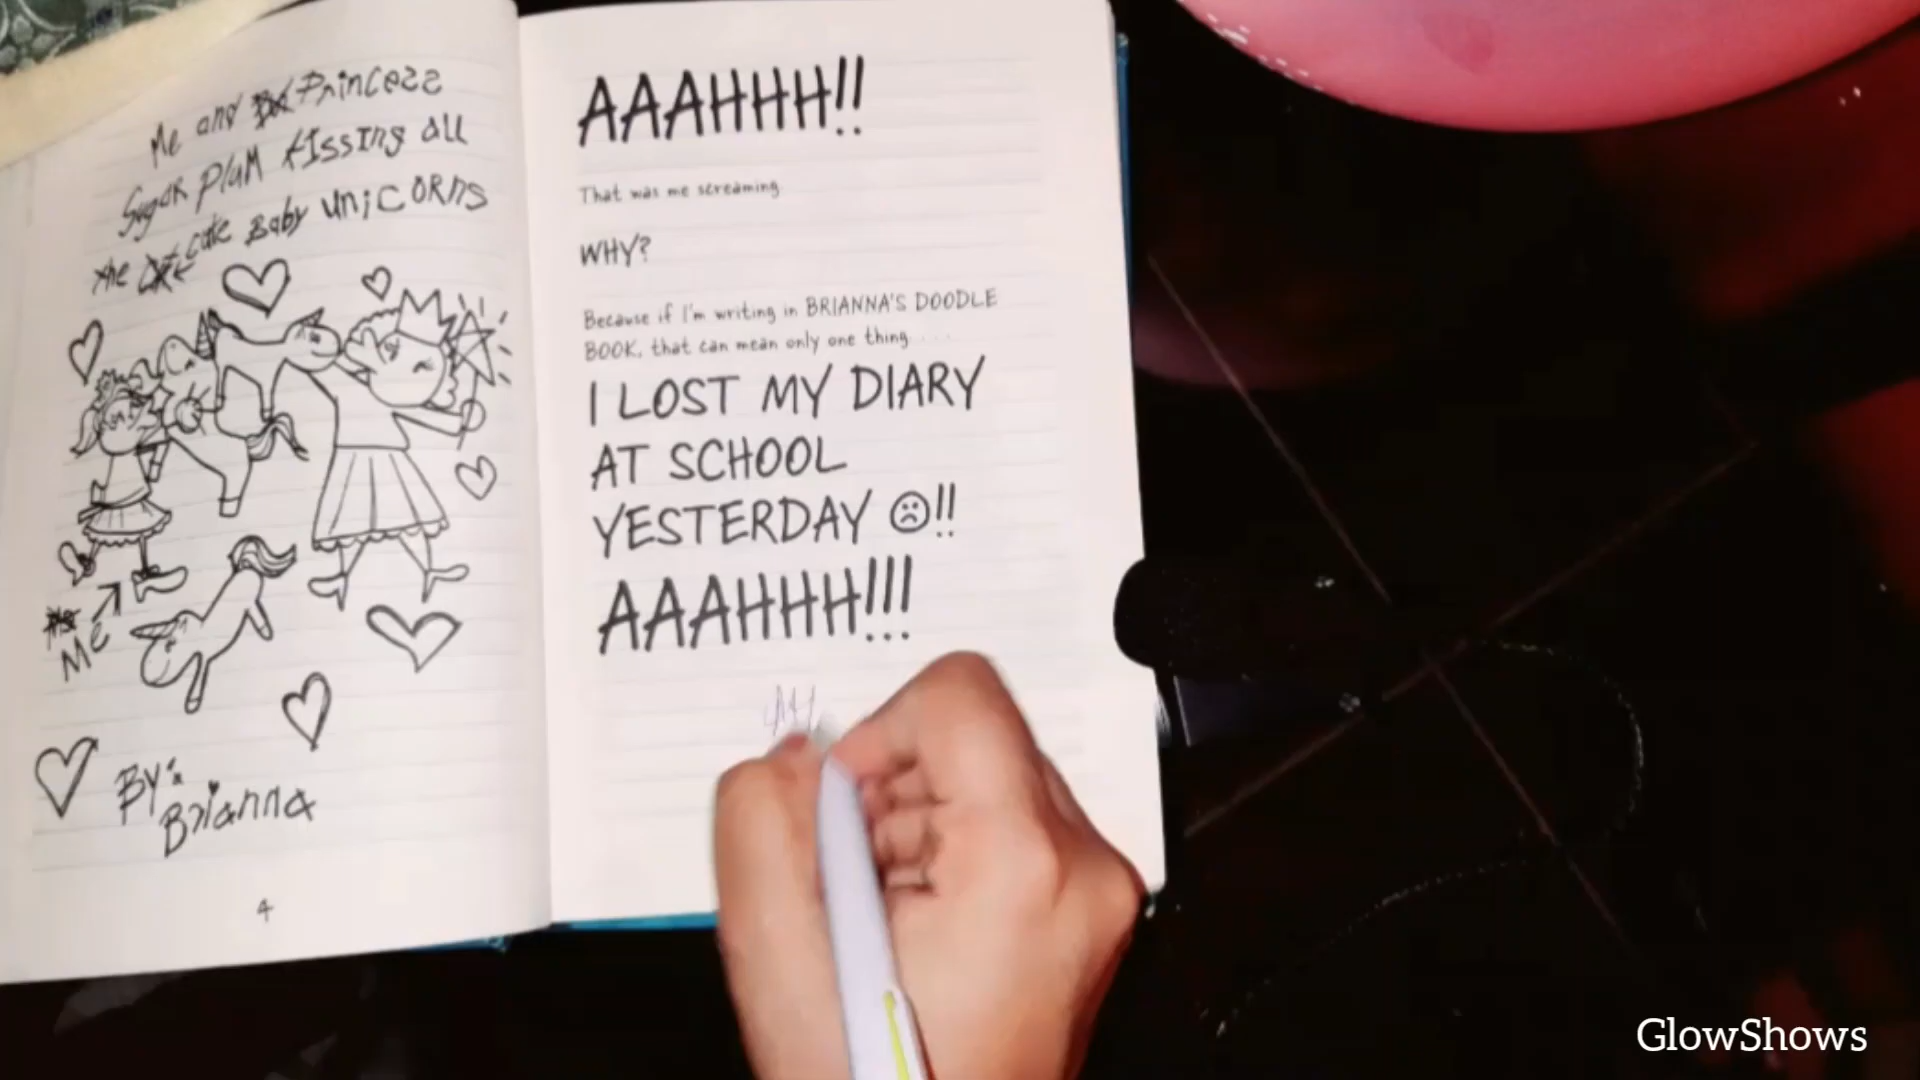 Me and Princess
Sugar Plum Kissing all
the cute Baby unicorns
Me
By:
Brianna
4
AAAHHH!!
That was me screaming.
WHY?
Because if I'm writing in BRIANNA'S DOODLE
BOOK, that can mean only one thing . . . .
I LOST MY DIARY
AT SCHOOL
YESTERDAY ☹!!
AAAHHH!!!
GlowShows